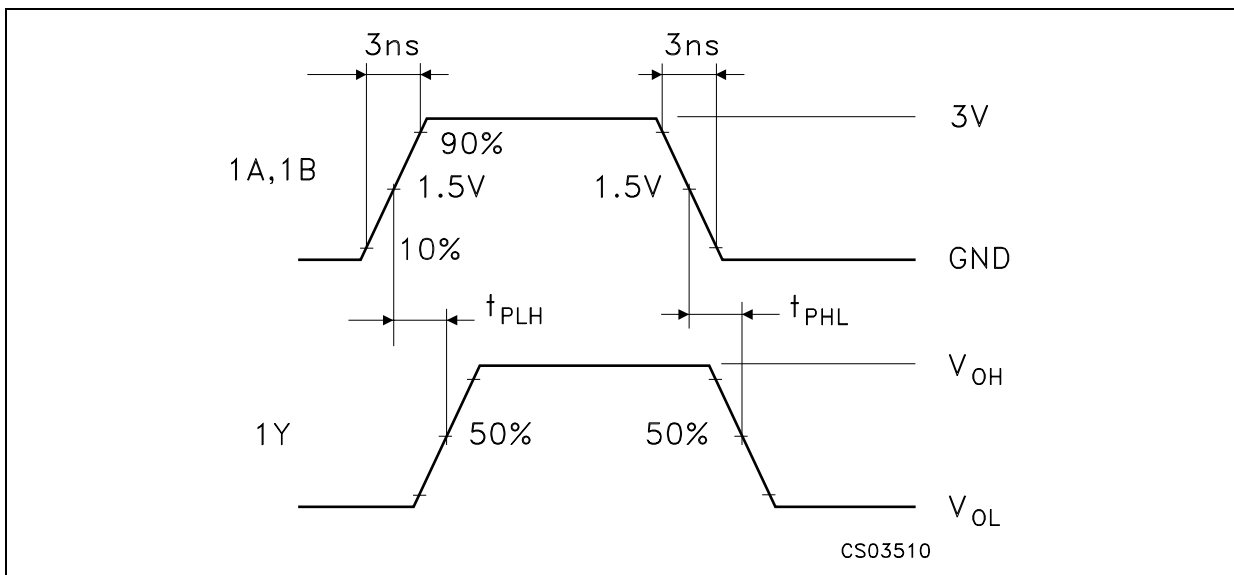 3ns 3ns
3V
90%
1A,1B
1.5V 1.5V
10%
GND
tPLH tPHL
VOH
1Y
50% 50%
VOL
CS03510